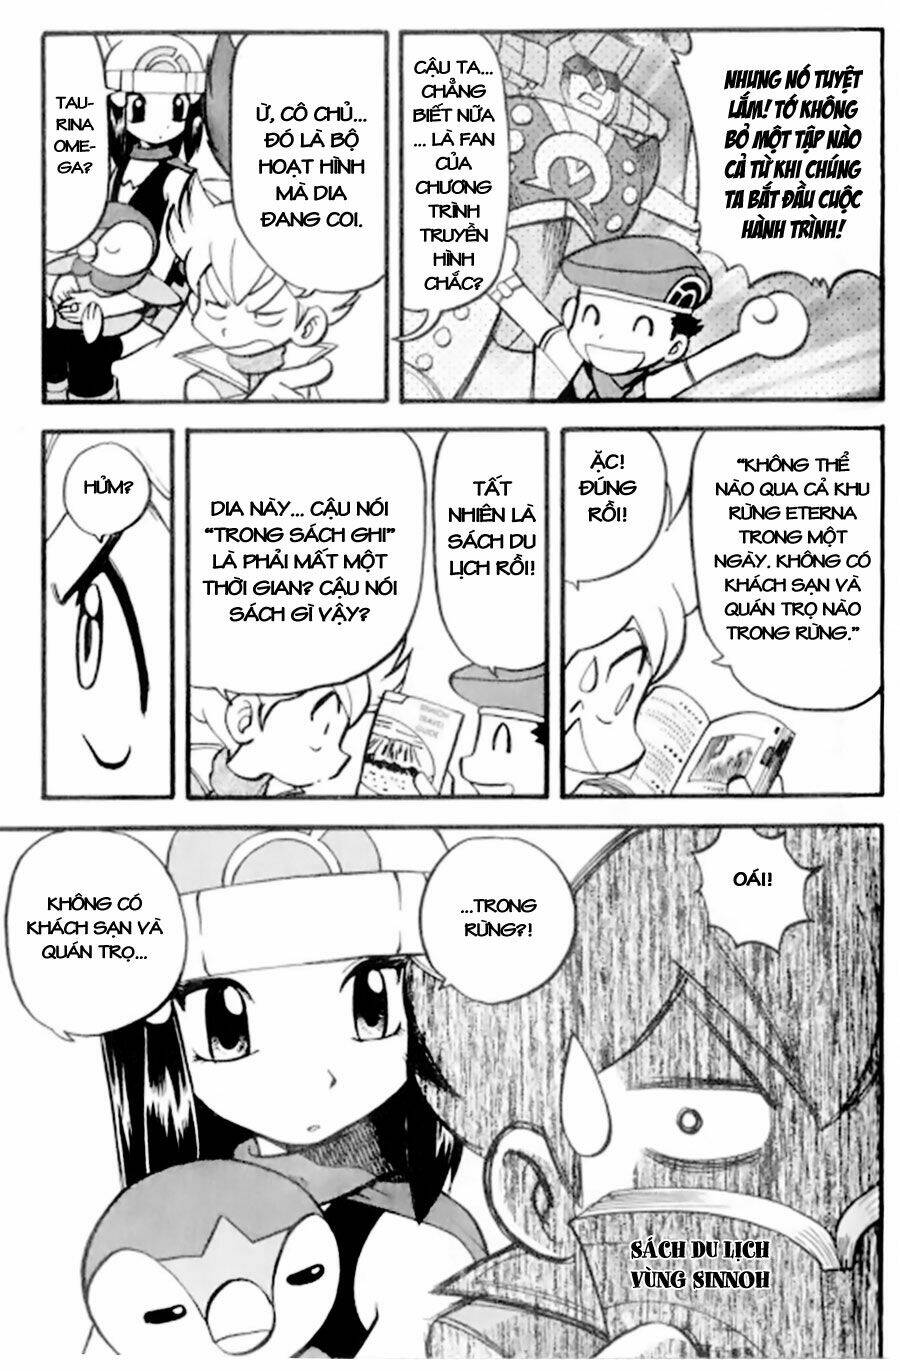 TAU-
RINA
OME-
GA?
Ừ, CÔ CHỦ...
ĐÓ LÀ BỘ
HOẠT HÌNH
MÀ DIA
ĐANG COI.
CẬU TA...
CHẲNG
BIẾT NỮA
... LÀ FAN
CỦA
CHƯƠNG
TRÌNH
TRUYỀN
HÌNH
CHẮC?
NHƯNG NÓ TUYỆT
LẮM! TỚ KHÔNG
BỎ MỘT TẬP NÀO
CẢ TỪ KHI CHÚNG
TA BẮT ĐẦU CUỘC
HÀNH TRÌNH!
HỬM?
DIA NÀY... CẬU NÓI
“TRONG SÁCH GHI”
LÀ PHẢI MẤT MỘT
THỜI GIAN? CẬU NÓI
SÁCH GÌ VẬY?
TẤT
NHIÊN LÀ
SÁCH DU
LỊCH RỒI!
SINNOH
TRAVEL
GUIDE
ẶC!
ĐÚNG
RỒI!
“KHÔNG THỂ
NÀO QUA CẢ KHU
RỪNG ETERNA
TRONG MỘT
NGÀY. KHÔNG CÓ
KHÁCH SẠN VÀ
QUÁN TRỌ NÀO
TRONG RỪNG.”
KHÔNG CÓ
KHÁCH SẠN VÀ
QUÁN TRỌ...
...TRONG
RỪNG?!
OÁI!
SÁCH DU LỊCH
VÙNG SINNOH